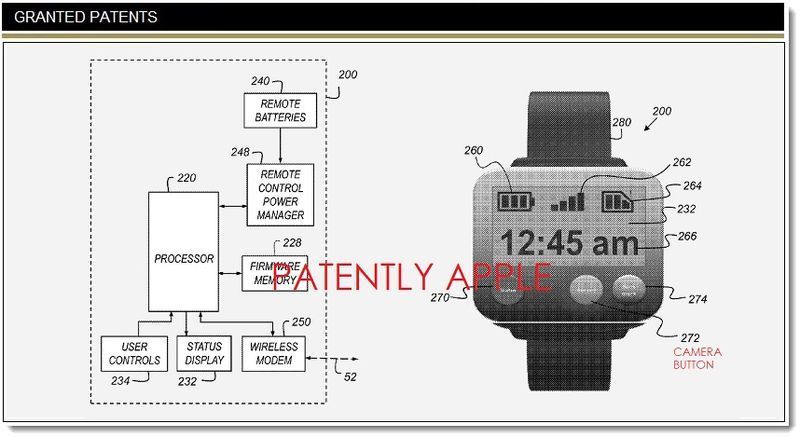 GRANTED PATENTS
200
240
REMOTE
BATTERIES
248
REMOTE
CONTROL
POWER
MANAGER
220
PROCESSOR
228
FIRMWARE
MEMORY
250
USER
CONTROLS
STATUS
DISPLAY
WIRELESS
MODEM
234
232
52
PATENTLY APPLE
280
200
260
262
264
232
12:45 am
266
270
274
272
CAMERA
BUTTON